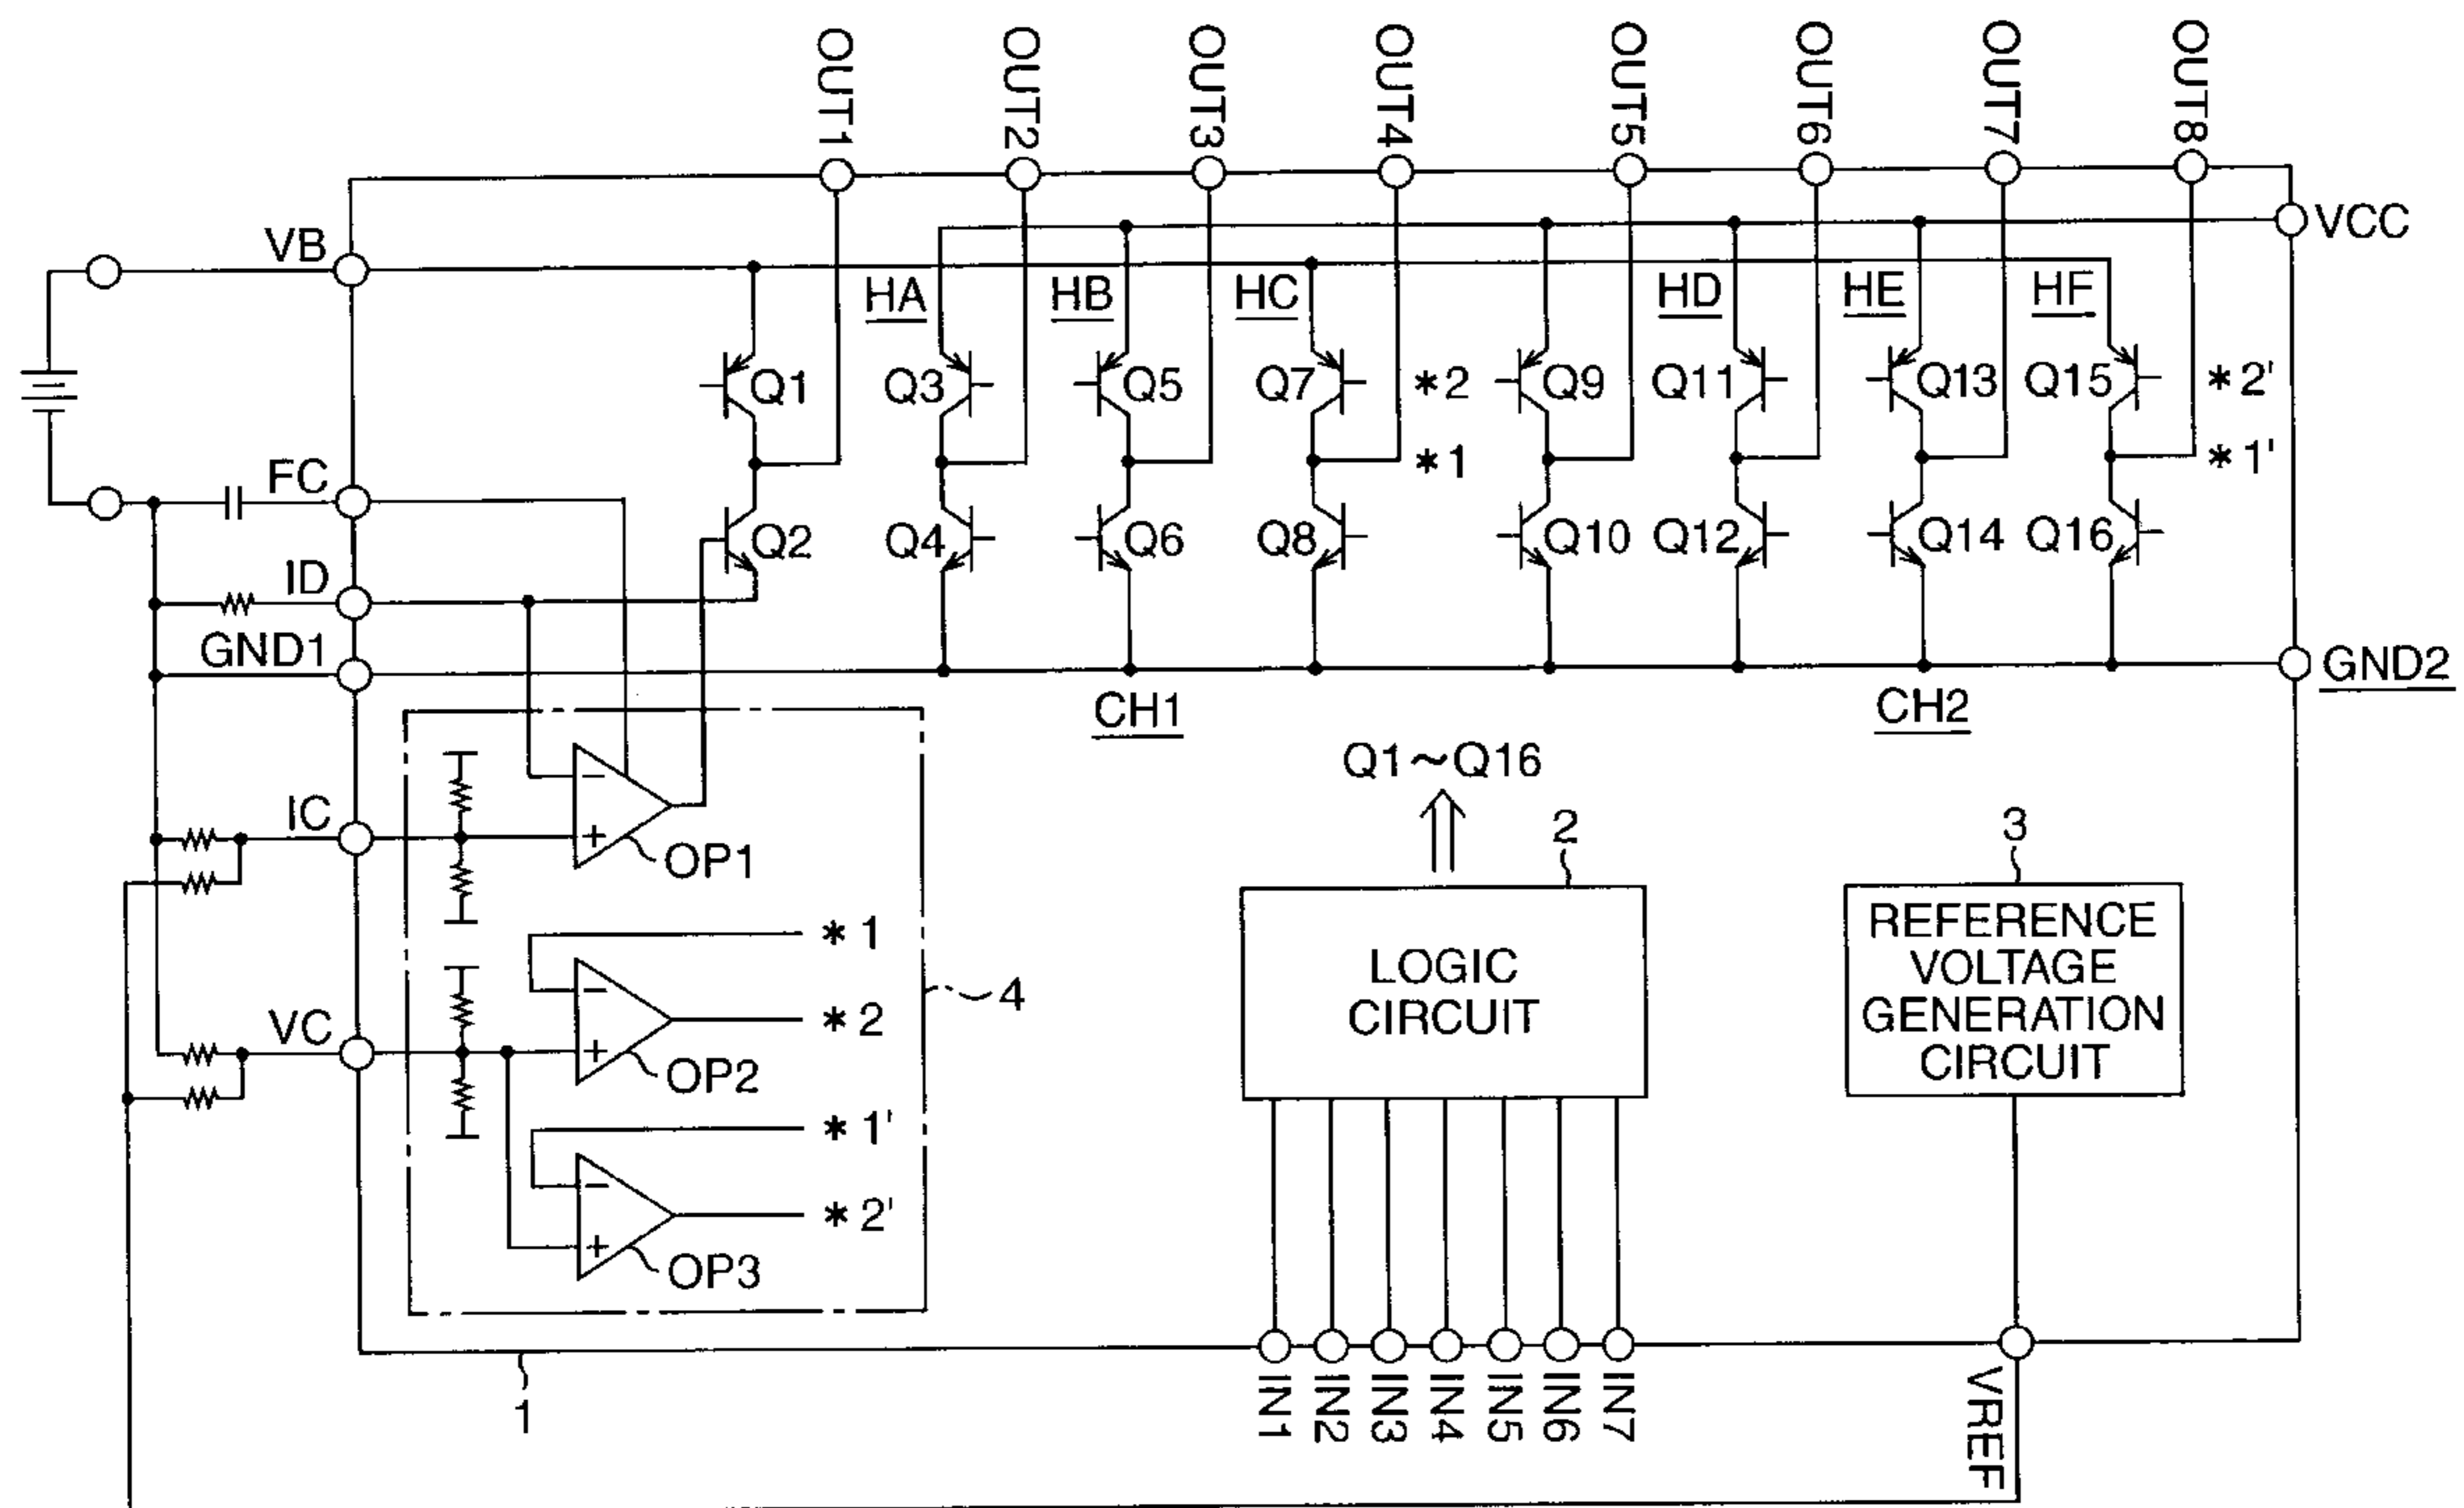 OUT1
OUT2
OUT3
OUT4
OUT5
OUT6
OUT7
OUT8
VCC
VB
HA
HB
HC
HD
HE
HF
Q1
Q3
Q5
Q7
*2
Q9
Q11
Q13
Q15
*2'
*1
*1'
FC
Q2
Q4
Q6
Q8
Q10
Q12
Q14
Q16
ID
GND1
GND2
CH1
CH2
Q1~Q16
IC
-
+
OP1
2
3
*1
-
*2
+
OP2
4
VC
LOGIC
CIRCUIT
REFERENCE
VOLTAGE
GENERATION
CIRCUIT
*1'
-
*2'
+
OP3
1
IN1
IN2
IN3
IN4
IN5
IN6
IN7
VREF